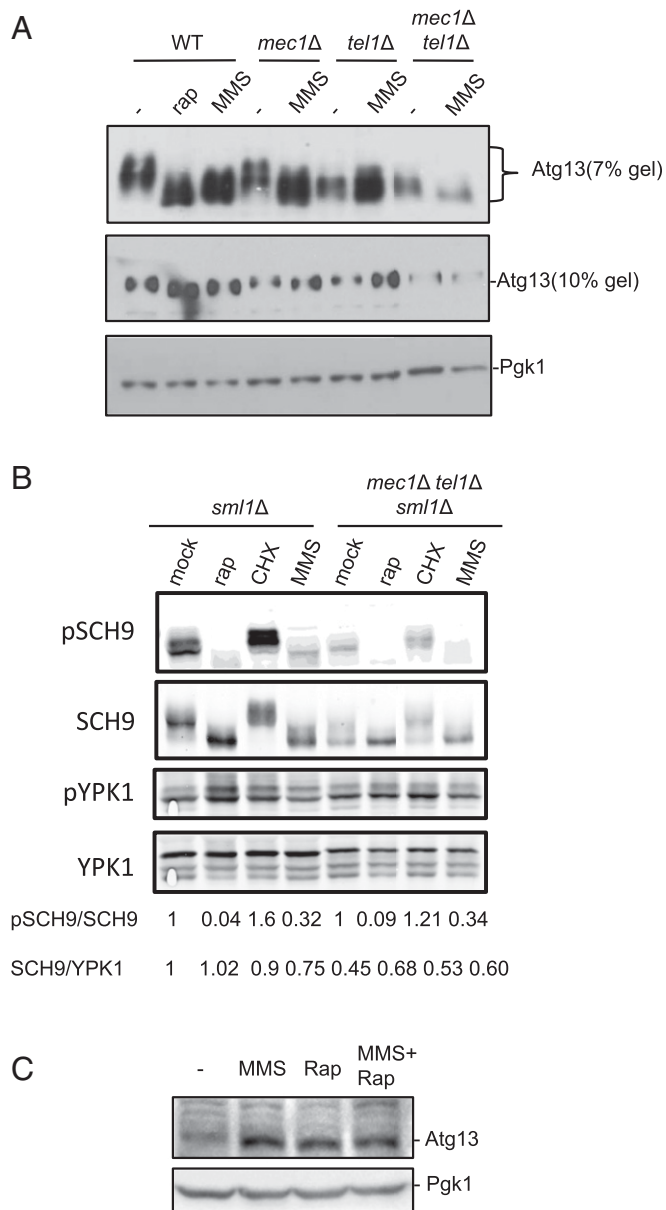 A
WT
mec1Δ
tel1Δ
mec1Δ
tel1Δ
-
rap
MMS
-
MMS
-
MMS
-
MMS
Atg13(7% gel)
-Atg13(10% gel)
-Pgk1
B
sml1Δ
mec1Δ tel1Δ
sml1Δ
mock
rap
CHX
MMS
mock
rap
CHX
MMS
pSCH9
SCH9
pYPK1
YPK1
pSCH9/SCH9 1 0.04 1.6 0.32 1 0.09 1.21 0.34
SCH9/YPK1 1 1.02 0.9 0.75 0.45 0.68 0.53 0.60
C
- MMS Rap MMS+
Rap
- Atg13
- Pgk1